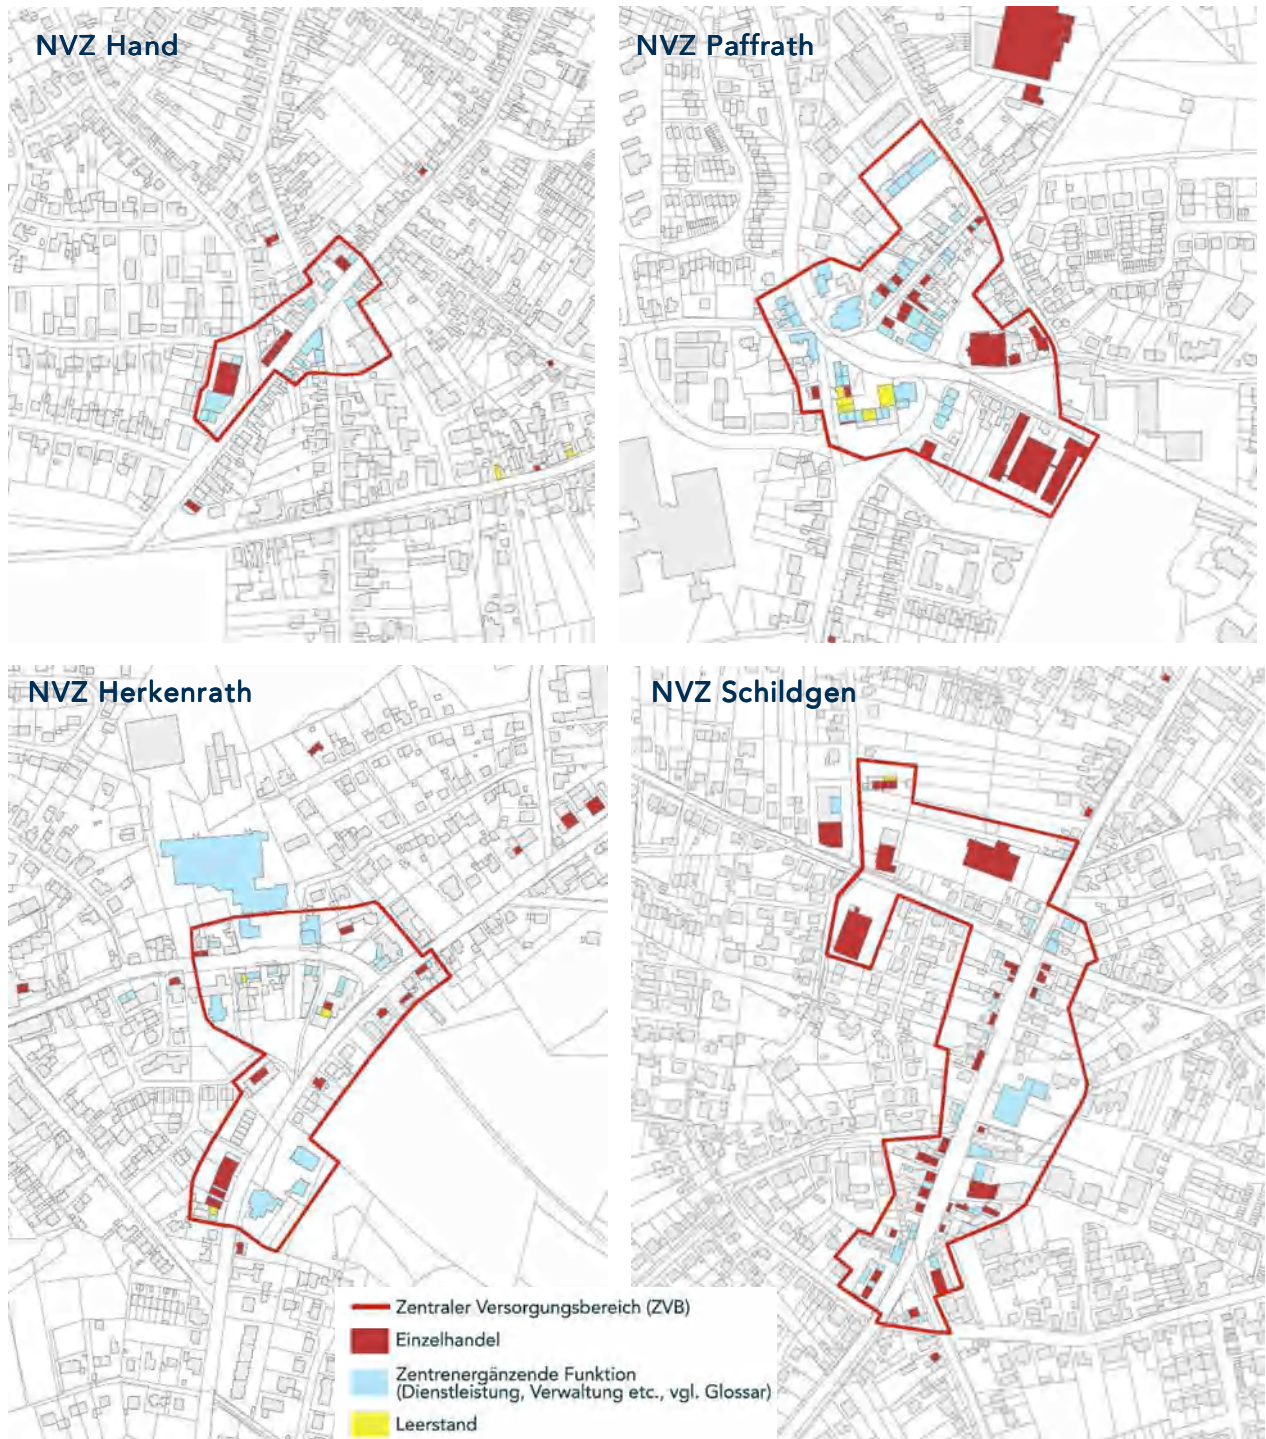 NVZ Hand
NVZ Paffrath
NVZ Herkenrath
NVZ Schildgen
Zentraler Versorgungsbereich (ZVB)
Einzelhandel
Zentrenergänzende Funktion
(Dienstleistung, Verwaltung etc., vgl. Glossar)
Leerstand